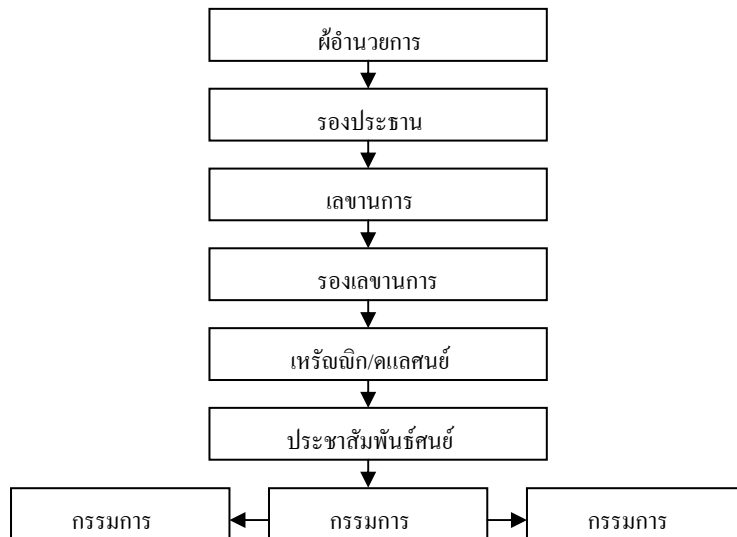 ผ้อำนวยการ
รองประธาน
เลขานการ
รองเลขานการ
เหรัญญิก/ดแลศนย์
ประชาสัมพันธ์ศนย์
กรรมการ กรรมการ กรรมการ